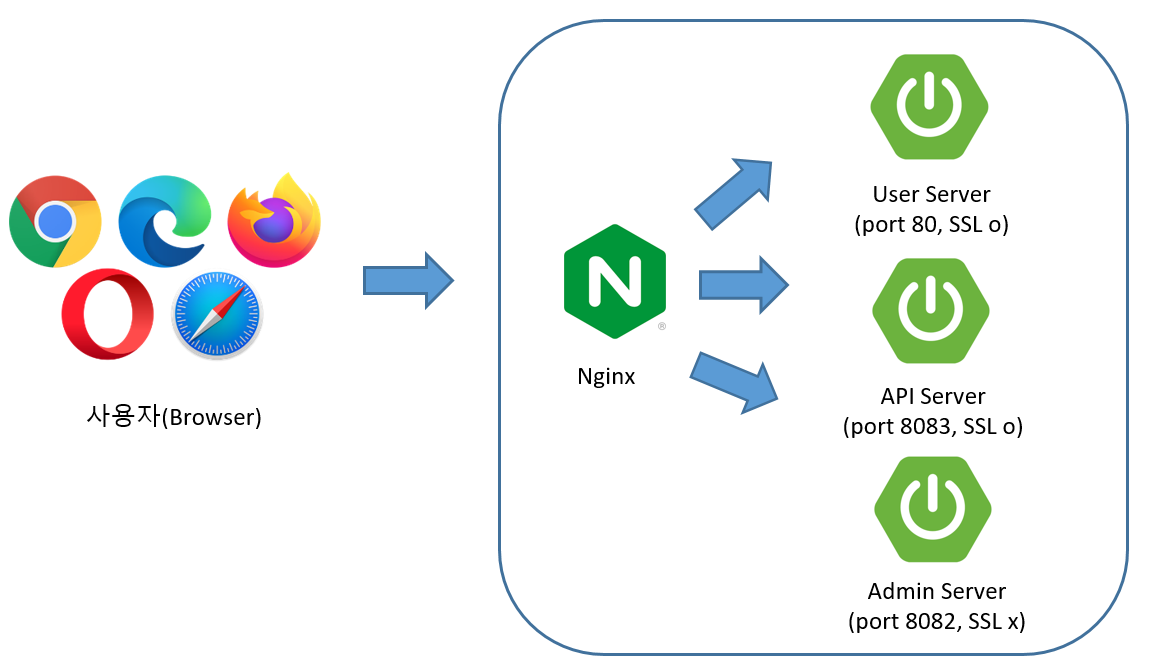 사용자(Browser)
N
®
Nginx
User Server
(port 80, SSL o)
API Server
(port 8083, SSL o)
Admin Server
(port 8082, SSL x)